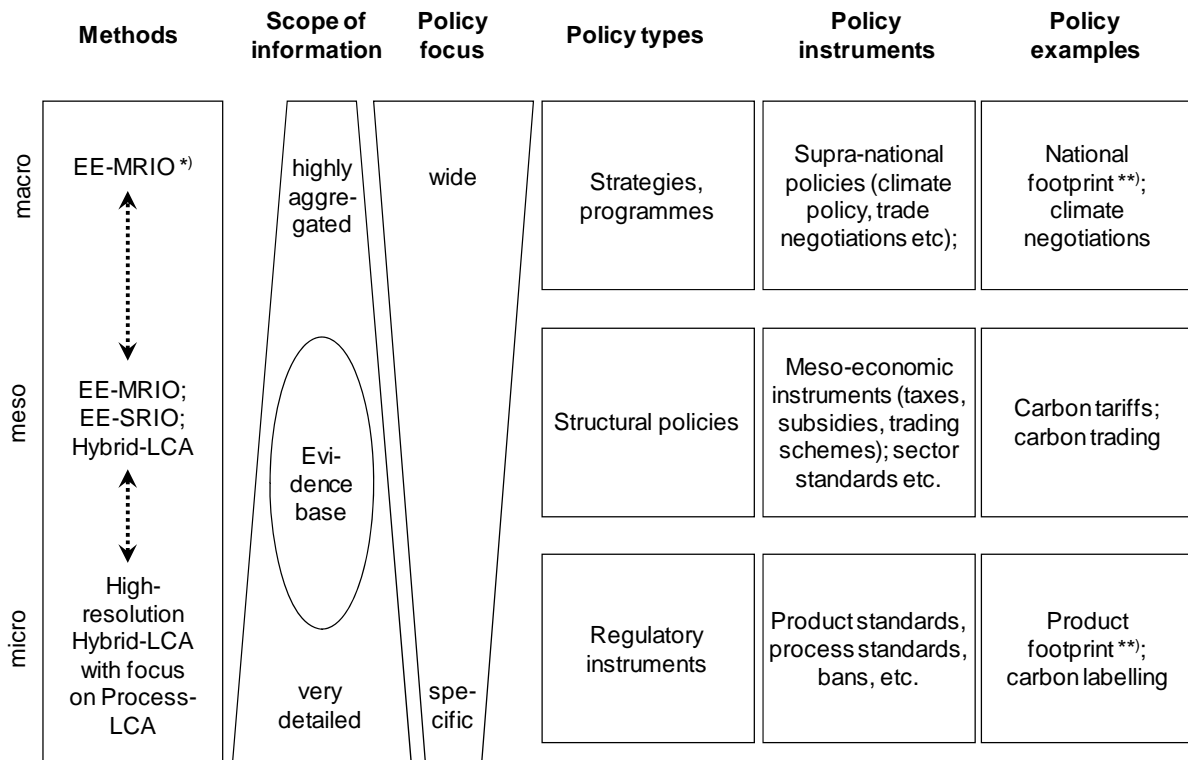 Methods
Scope of
information
Policy
focus
Policy types
Policy
instruments
Policy
examples
macro
EE-MRIO *)
highly
aggre-
gated
wide
Strategies,
programmes
Supra-national
policies (climate
policy, trade
negotiations etc);
National
footprint **);
climate
negotiations
meso
EE-MRIO;
EE-SRIO;
Hybrid-LCA
Evi-
dence
base
Structural policies
Meso-economic
instruments (taxes,
subsidies, trading
schemes); sector
standards etc.
Carbon tariffs;
carbon trading
micro
High-
resolution
Hybrid-LCA
with focus
on Process-
LCA
very
detailed
spe-
cific
Regulatory
instruments
Product standards,
process standards,
bans, etc.
Product
footprint **);
carbon labelling